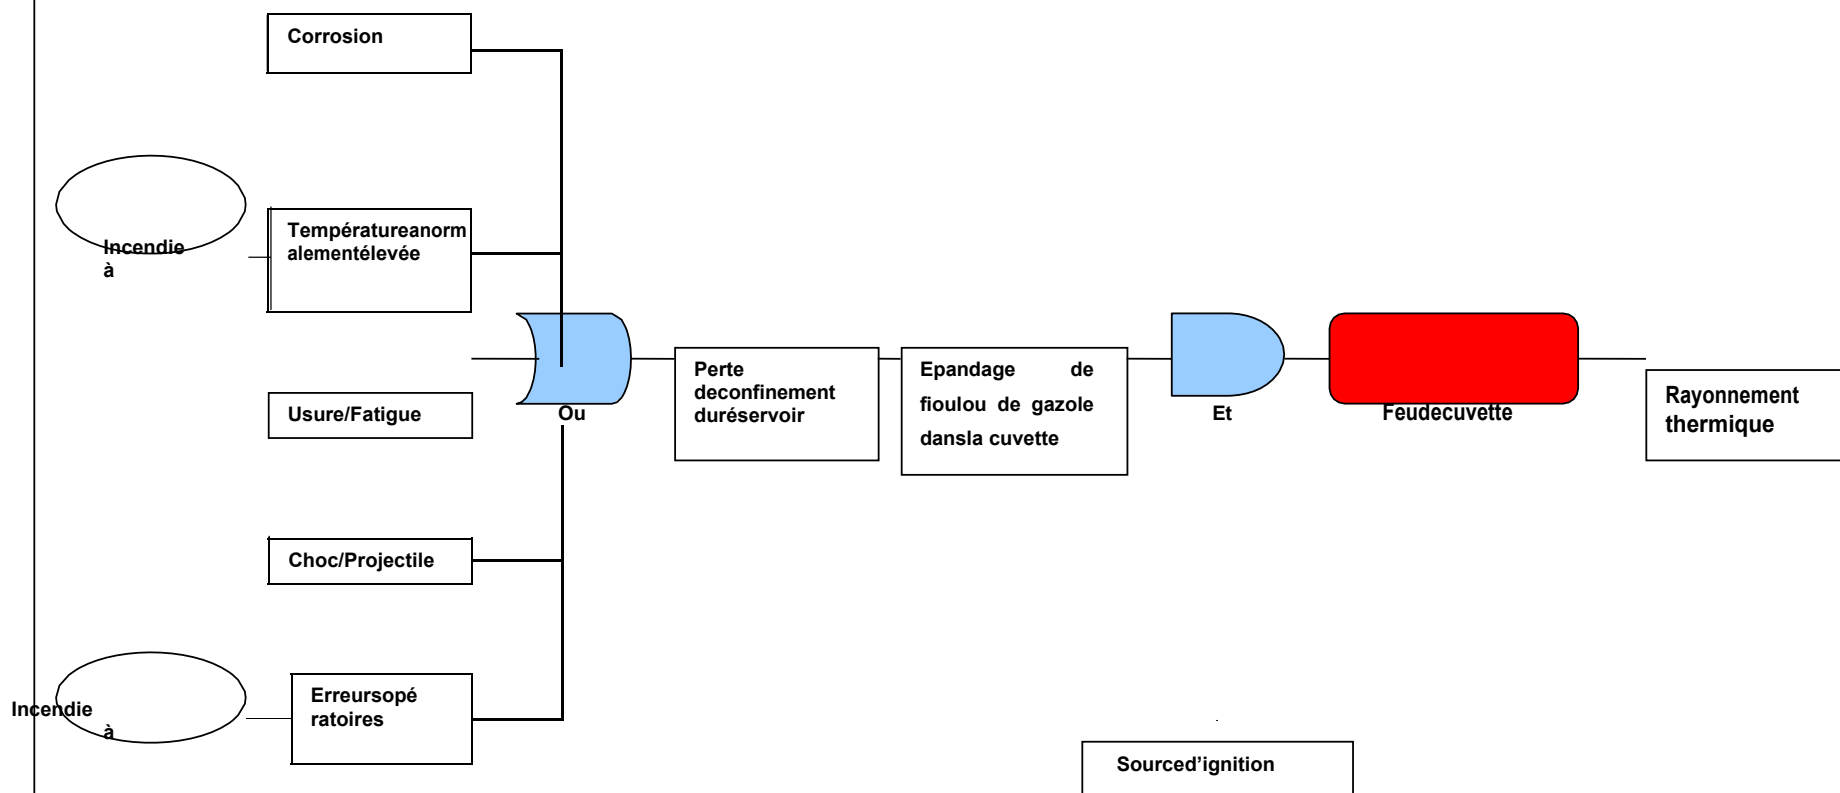 Corrosion
Incendie
à
Températureanorm
alementélevée
Usure/Fatigue
Ou
Choc/Projectile
Incendie
à
Erreursopé
ratoires
Perte
deconfinement
duréservoir
Epandage de
fioulou de gazole
dansla cuvette
Et
Feudecuvette
Rayonnement
thermique
Sourced’ignition